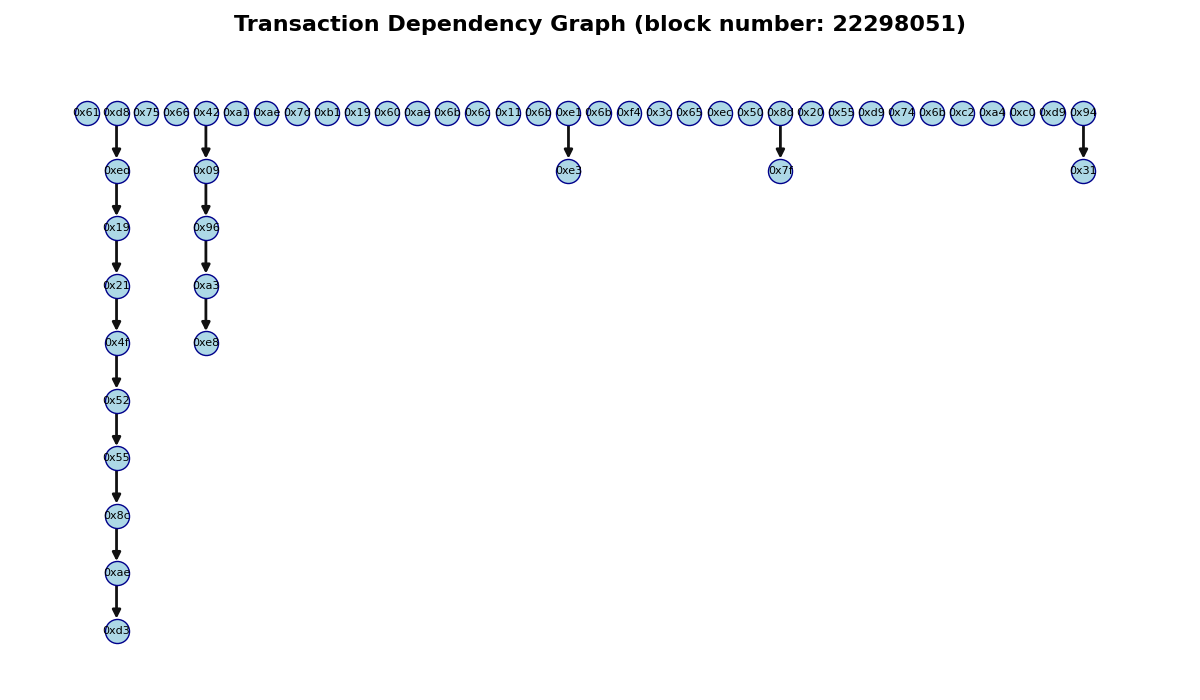 Transaction Dependency Graph (block number: 22298051)
0x61 0xd8 0x75 0x66 0x42 0xa1 0xae 0x7d 0xb1 0x19 0x60 0xae 0x6b 0x6c 0x11 0x6b 0xe1 0x6b 0xf4 0x3c 0x65 0xec 0x50 0x8d 0x20 0x55 0xd9 0x74 0x6b 0xc2 0xa4 0xc0 0xd9 0x94
0xed 0x09 0xe3 0x7f 0x31
0x19 0x96
0x21 0xa3
0x4f 0xe8
0x52
0x55
0x8c
0xae
0xd3